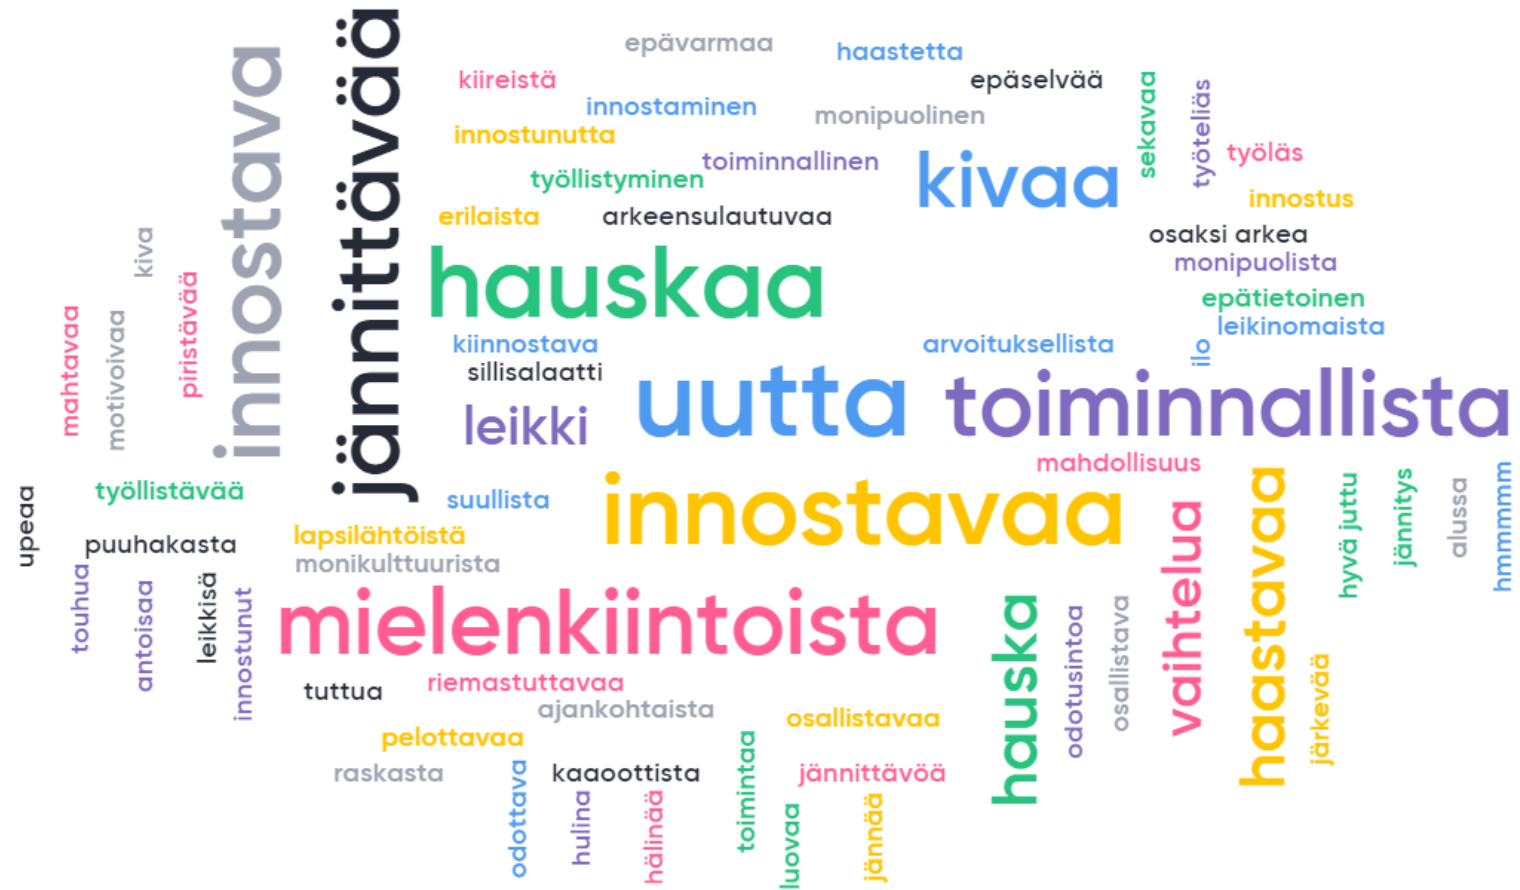 epävarmaa
haastetta
kiireistä
epäselvää
innostaminen
monipuolinen
innostunutta
toiminnallinen
työllistyminen
kivaa
sekavaa
työteliäs
työläs
innostus
erilaista
arkeensulautuvaa
osaksi arkea
monipuolista
innostava
jännittävää
kiva
hauskaa
piristävää
mahtavaa
motivoivaa
epätietoinen
leikinomaista
kiinnostava
arvoituksellista
ilo
sillisalaatti
leikki
uutta
toiminnallista
mahdollisuus
työllistävää
suullista
innostavaa
upeaa
puuhakasta
lapsilähtöistä
monikulttuurista
vaihtelua
haastavaa
hyvä juttu
jännitys
alussa
hmmmmm
touhua
antoisaa
leikkisä
innostunut
mielenkiintoista
hauska
odotusintoa
osallistava
järkevää
tuttua
riemastuttavaa
ajankohtaista
osallistavaa
pelottavaa
raskasta
odottava
kaaoottista
hulina
hälinää
toimintaa
jännittävöä
luovaa
jännää